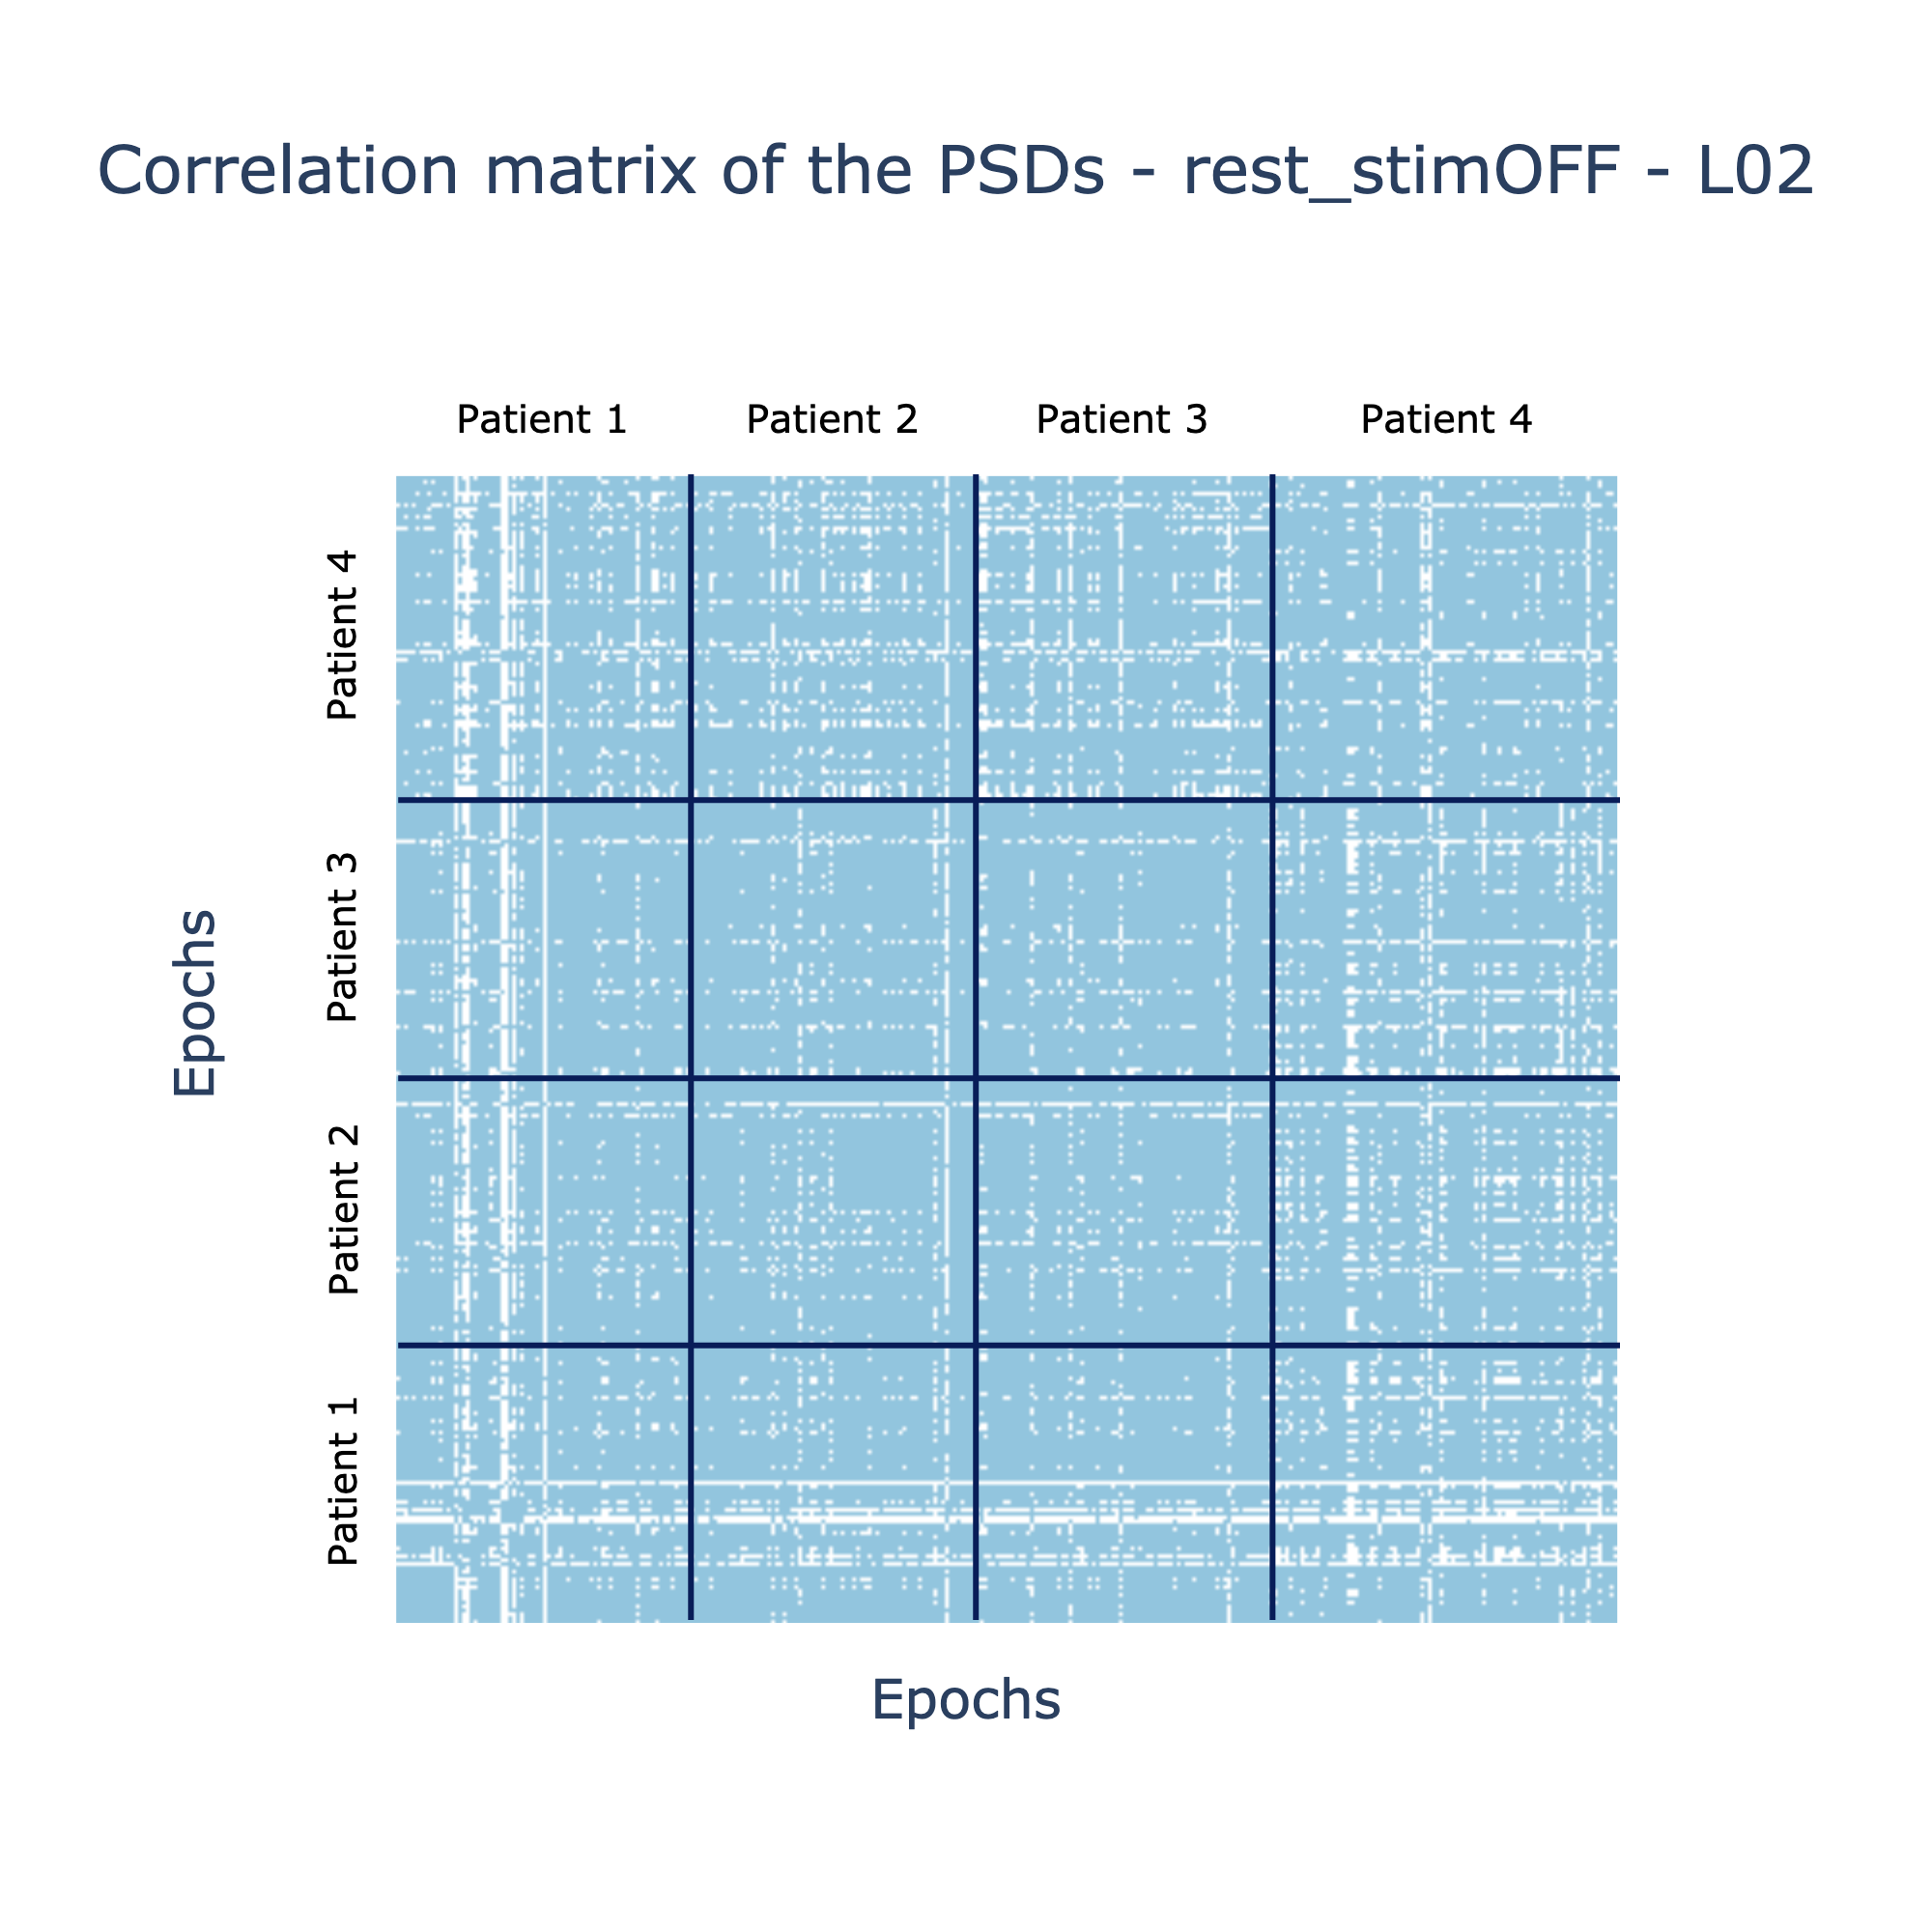 Correlation matrix of the PSDs - rest_stimOFF - L02
Patient 1
Patient 2
Patient 3
Patient 4
Epochs
Patient 4
Patient 3
Patient 2
Patient 1
Epochs